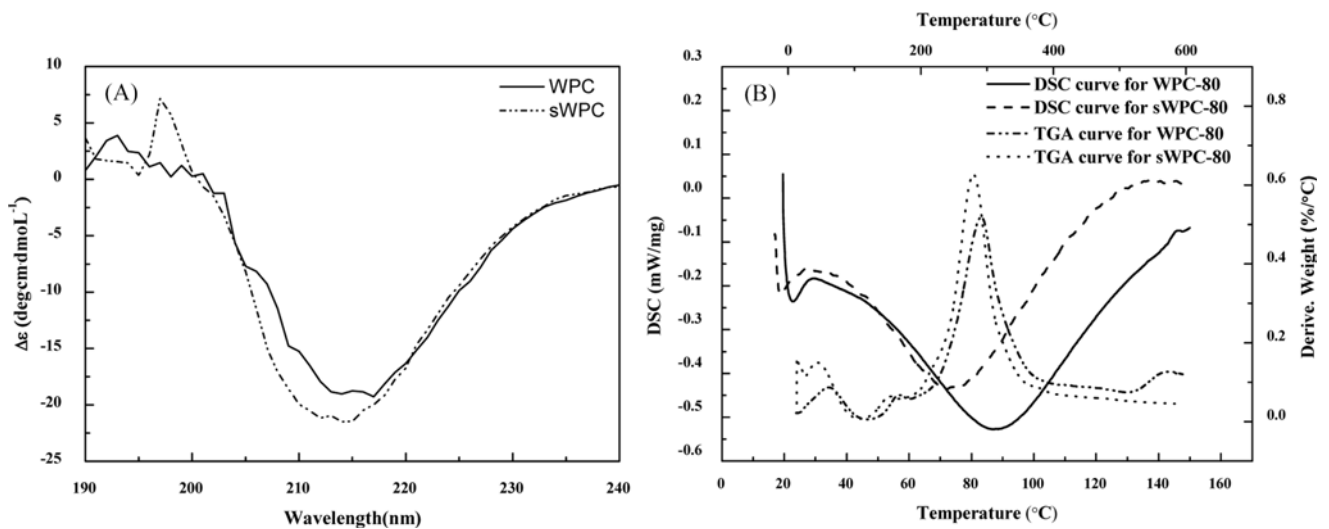 (A)
WPC
sWPC
10
5
0
-5
-10
-15
-20
-25
Δε (deg·cm·dmoL⁻¹)
190 200 210 220 230 240
Wavelength(nm)
Temperature (°C)
0 200 400 600
(B)
DSC curve for WPC-80
DSC curve for sWPC-80
TGA curve for WPC-80
TGA curve for sWPC-80
0.3
0.2
0.1
0.0
-0.1
-0.2
-0.3
-0.4
-0.5
-0.6
DSC (mW/mg)
0.8
0.6
0.4
0.2
0.0
Derive. Weight (%/°C)
0 20 40 60 80 100 120 140 160
Temperature (°C)